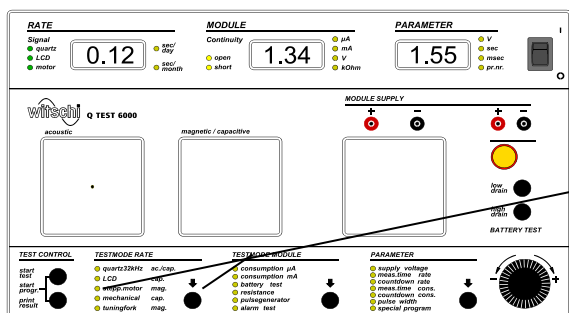 RATE
Signal
quartz
LCD
motor
0.12
sec/
day
sec/
month
MODULE
Continuity
open
short
1.34
µA
mA
V
kOhm
PARAMETER
1.55
V
sec
msec
pr.nr.
I
O
witschi Q TEST 6000
MODULE SUPPLY
+ −
+ −
acoustic
magnetic / capacitive
low
drain
high
drain
BATTERY TEST
TEST CONTROL
start
test
start
progr.
print
result
TESTMODE RATE
quartz32kHz ac./cap.
LCD cap.
stepp.motor mag.
mechanical cap.
tuningfork mag.
TESTMODE MODULE
consumption µA
consumption mA
battery test
resistance
pulsegenerator
alarm test
PARAMETER
supply voltage
meas.time rate
countdown rate
meas.time cons.
countdown cons.
pulse width
special program
- +